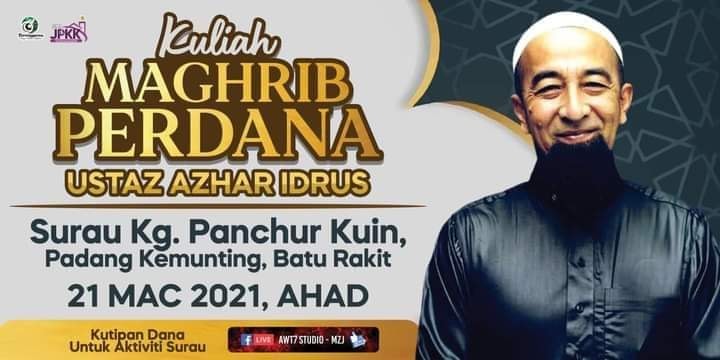 Terengganu
JPKK
Kuliah
MAGHRIB
PERDANA
USTAZ AZHAR IDRUS
Surau Kg. Panchur Kuin,
Padang Kemunting, Batu Rakit
21 MAC 2021, AHAD
Kutipan Dana
Untuk Aktiviti Surau
f LIVE AWT7 STUDIO - MZJ